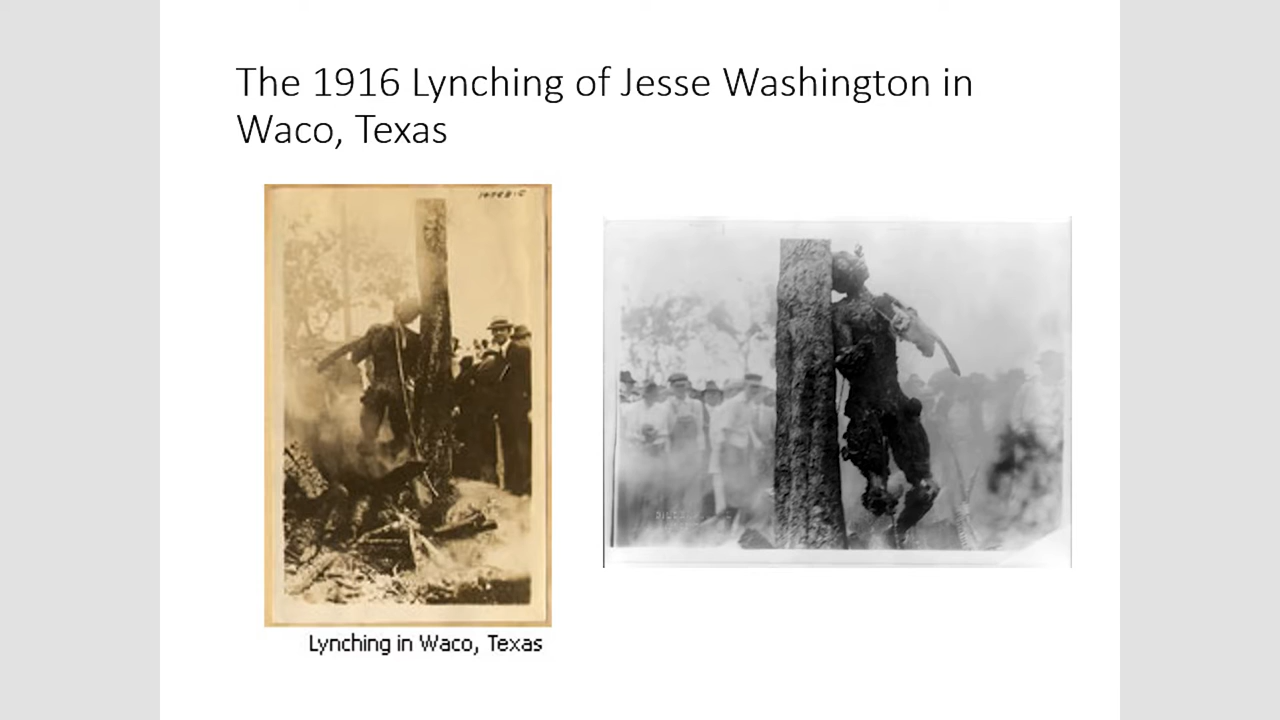 The 1916 Lynching of Jesse Washington in
Waco, Texas
Lynching in Waco, Texas